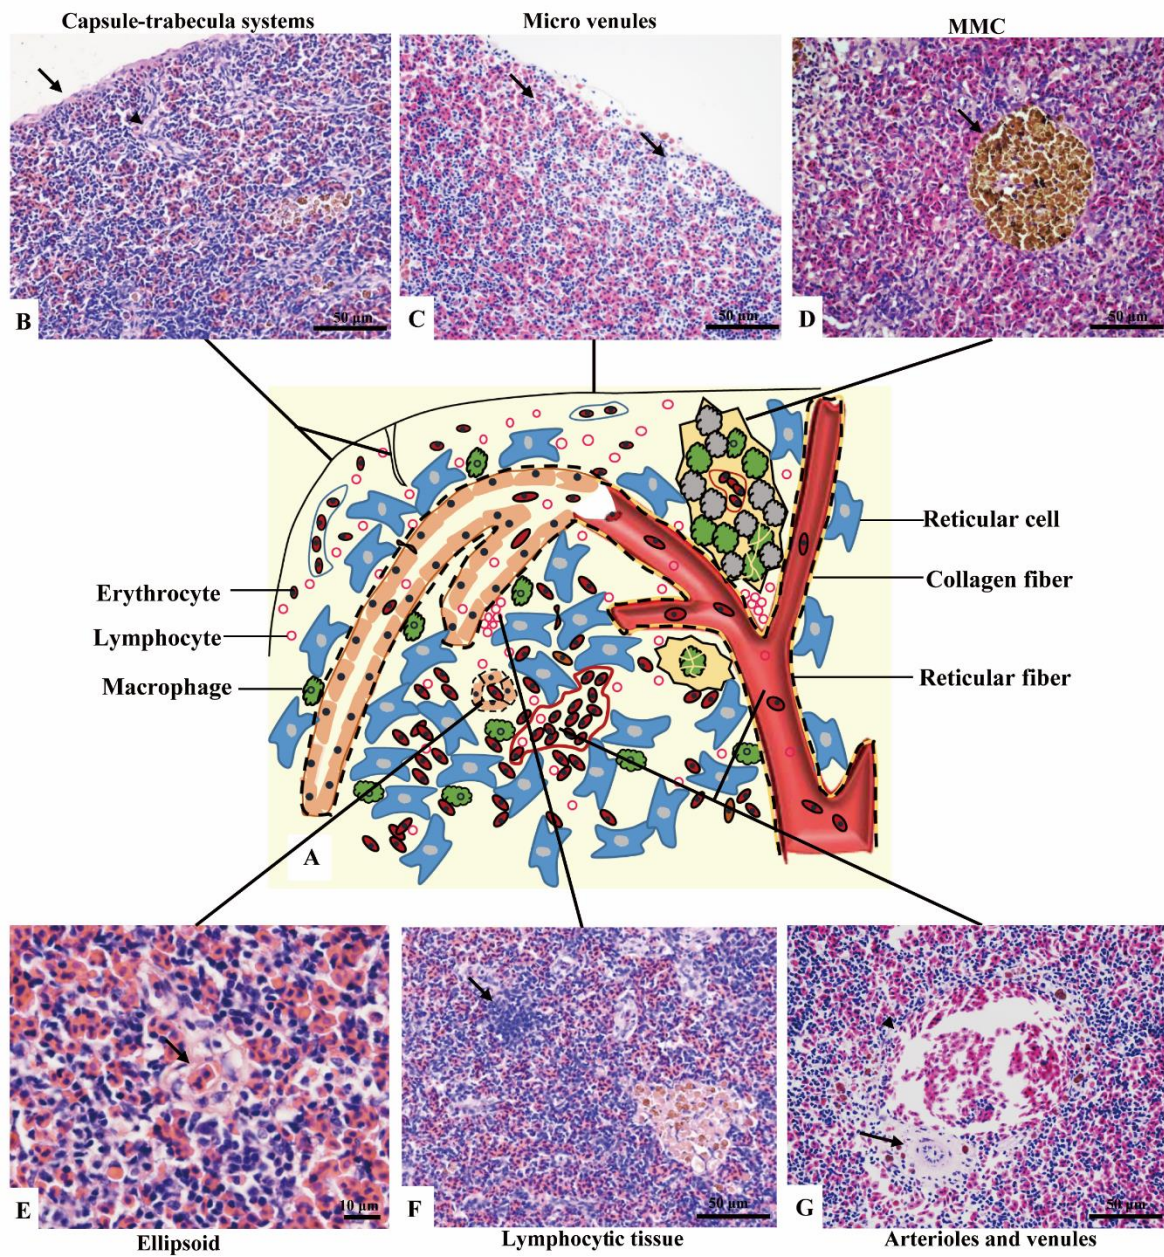 Capsule-trabecula systems
Micro venules
MMC
B
50 µm
C
50 µm
D
50 µm
Erythrocyte
Lymphocyte
Macrophage
Reticular cell
Collagen fiber
Reticular fiber
A
E
10 µm
F
50 µm
G
50 µm
Ellipsoid
Lymphocytic tissue
Arterioles and venules